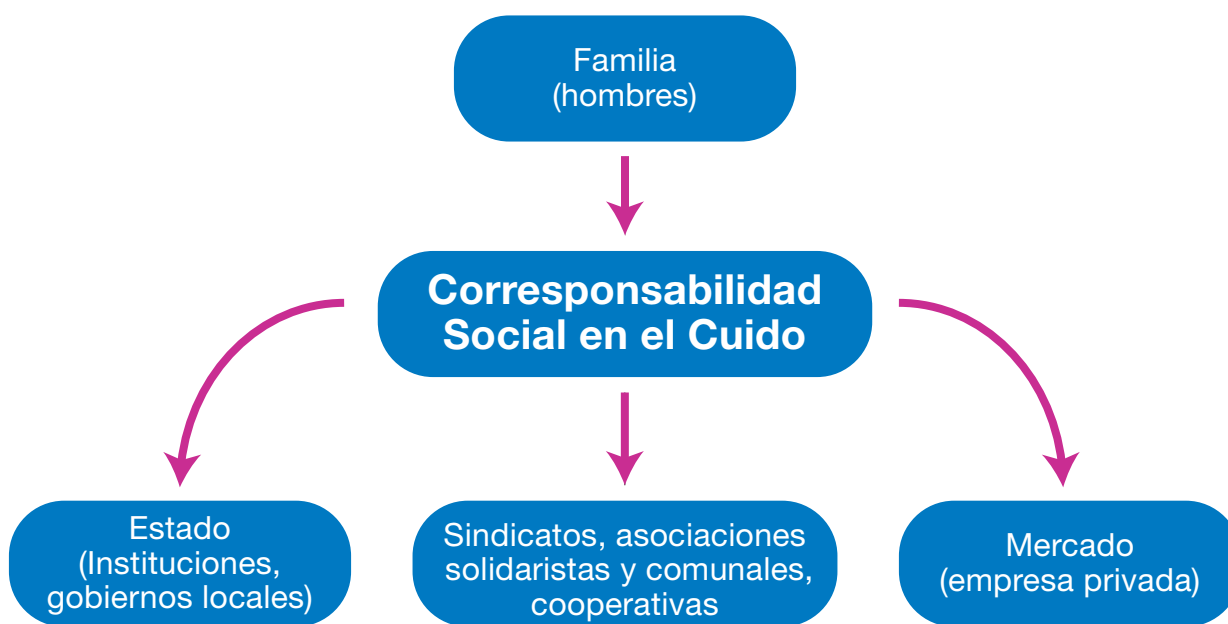 Familia
(hombres)
Corresponsabilidad
Social en el Cuido
Estado
(Instituciones,
gobiernos locales)
Sindicatos, asociaciones
solidaristas y comunales,
cooperativas
Mercado
(empresa privada)